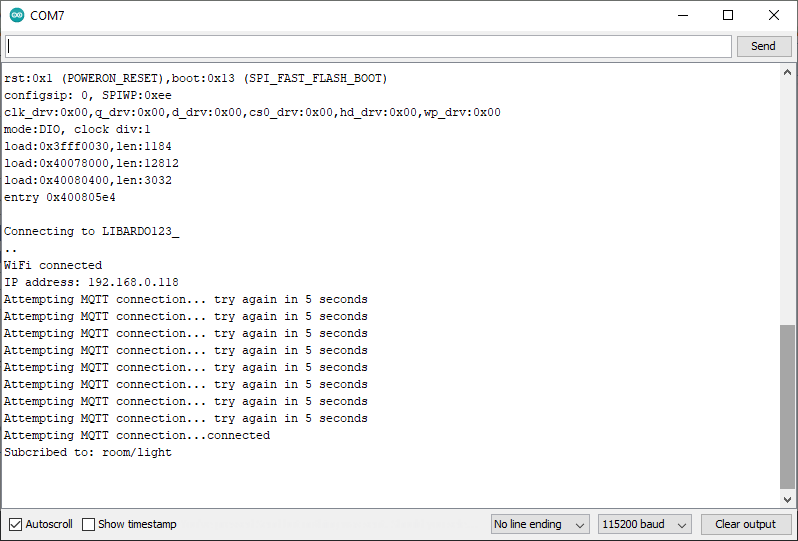 COM7
Send
rst:0x1 (POWERON_RESET),boot:0x13 (SPI_FAST_FLASH_BOOT)
configsip: 0, SPIWP:0xee
clk_drv:0x00,q_drv:0x00,d_drv:0x00,cs0_drv:0x00,hd_drv:0x00,wp_drv:0x00
mode:DIO, clock div:1
load:0x3fff0030,len:1184
load:0x40078000,len:12812
load:0x40080400,len:3032
entry 0x400805e4
Connecting to LIBARDO123_
..
WiFi connected
IP address: 192.168.0.118
Attempting MQTT connection... try again in 5 seconds
Attempting MQTT connection... try again in 5 seconds
Attempting MQTT connection... try again in 5 seconds
Attempting MQTT connection... try again in 5 seconds
Attempting MQTT connection... try again in 5 seconds
Attempting MQTT connection... try again in 5 seconds
Attempting MQTT connection... try again in 5 seconds
Attempting MQTT connection... try again in 5 seconds
Attempting MQTT connection...connected
Subcribed to: room/light
Autoscroll Show timestamp No line ending 115200 baud Clear output